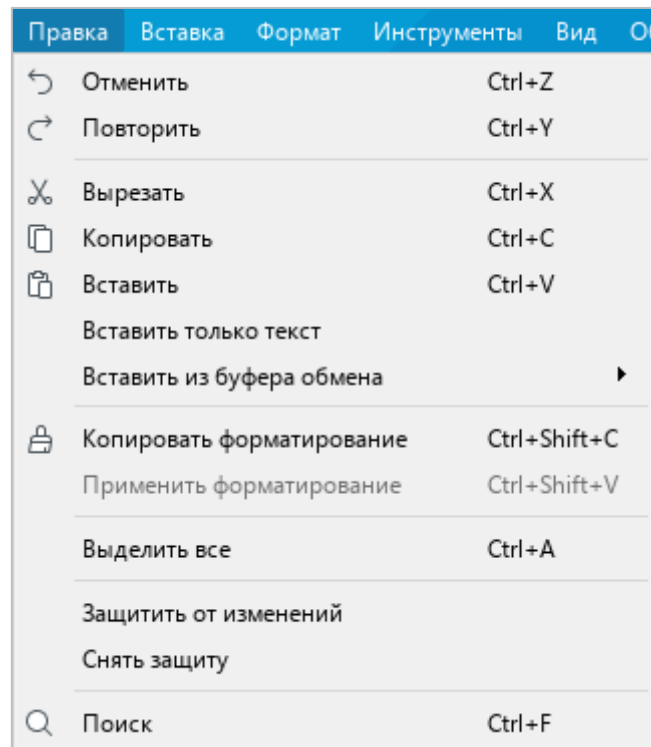 Правка Вставка Формат Инструменты Вид
Отменить Ctrl+Z
Повторить Ctrl+Y
Вырезать Ctrl+X
Копировать Ctrl+C
Вставить Ctrl+V
Вставить только текст
Вставить из буфера обмена
Копировать форматирование Ctrl+Shift+C
Применить форматирование Ctrl+Shift+V
Выделить все Ctrl+A
Защитить от изменений
Снять защиту
Поиск Ctrl+F